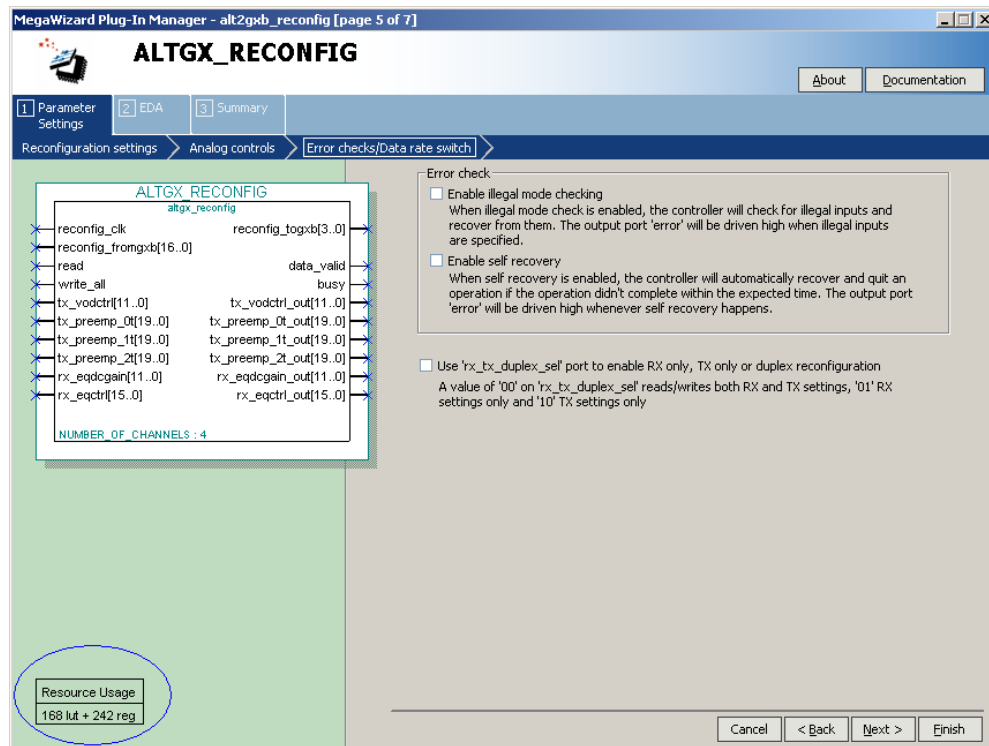 MegaWizard Plug-In Manager - alt2gxb_reconfig [page 5 of 7]
ALTGX_RECONFIG
About
Documentation
1 Parameter Settings
2 EDA
3 Summary
Reconfiguration settings
Analog controls
Error checks/Data rate switch
ALTGX_RECONFIG
altgx_reconfig
reconfig_clk
reconfig_togxb[3..0]
reconfig_fromgxb[16..0]
read
data_valid
write_all
busy
tx_vodctrl[11..0]
tx_vodctrl_out[11..0]
tx_preemp_0t[19..0]
tx_preemp_0t_out[19..0]
tx_preemp_1t[19..0]
tx_preemp_1t_out[19..0]
tx_preemp_2t[19..0]
tx_preemp_2t_out[19..0]
rx_eqdcgain[11..0]
rx_eqdcgain_out[11..0]
rx_eqctrl[15..0]
rx_eqctrl_out[15..0]
NUMBER_OF_CHANNELS : 4
Error check
Enable illegal mode checking
When illegal mode check is enabled, the controller will check for illegal inputs and
recover from them. The output port 'error' will be driven high when illegal inputs
are specified.
Enable self recovery
When self recovery is enabled, the controller will automatically recover and quit an
operation if the operation didn't complete within the expected time. The output port
'error' will be driven high whenever self recovery happens.
Use 'rx_tx_duplex_sel' port to enable RX only, TX only or duplex reconfiguration
A value of '00' on 'rx_tx_duplex_sel' reads/writes both RX and TX settings, '01' RX
settings only and '10' TX settings only
Resource Usage
168 lut + 242 reg
Cancel
< Back
Next >
Finish